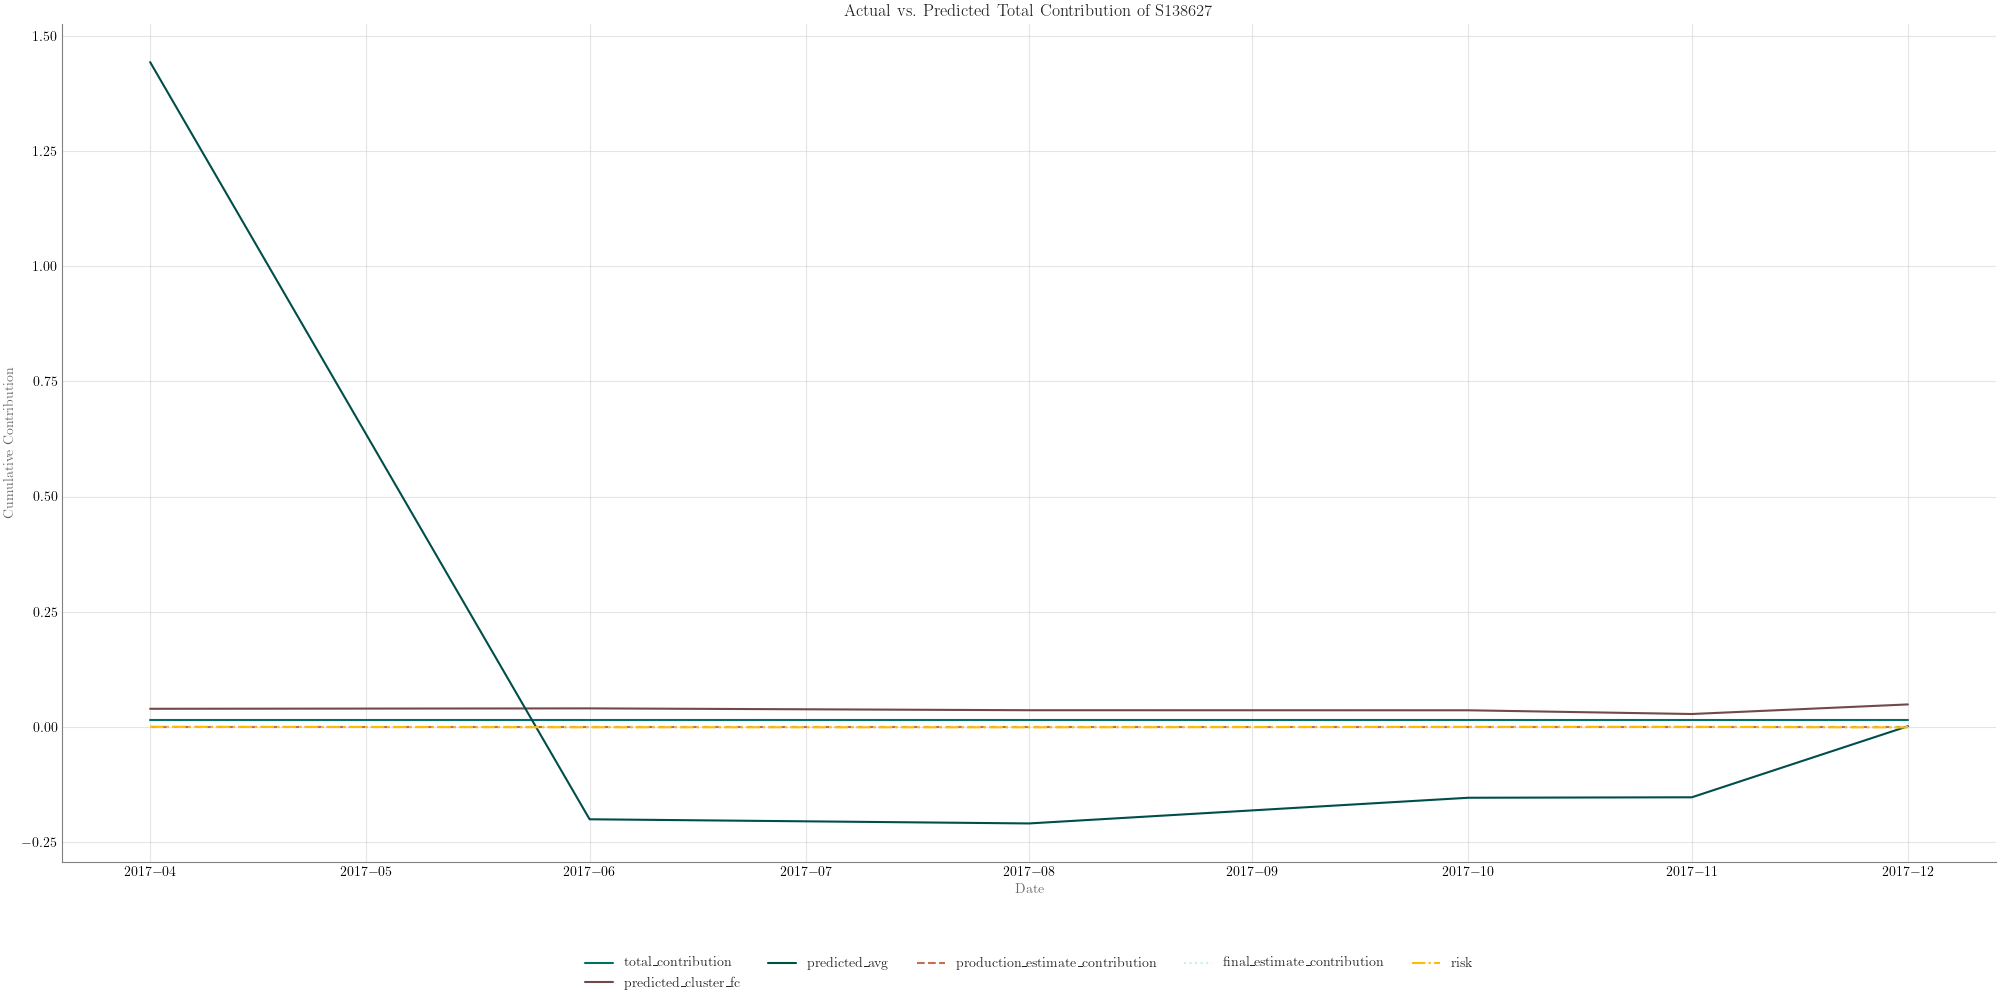 Actual vs. Predicted Total Contribution of S138627
Cumulative Contribution
1.50
1.25
1.00
0.75
0.50
0.25
0.00
−0.25
2017−04 2017−05 2017−06 2017−07 2017−08 2017−09 2017−10 2017−11 2017−12
Date
total_contribution predicted_avg production_estimate_contribution final_estimate_contribution risk
predicted_cluster_fc